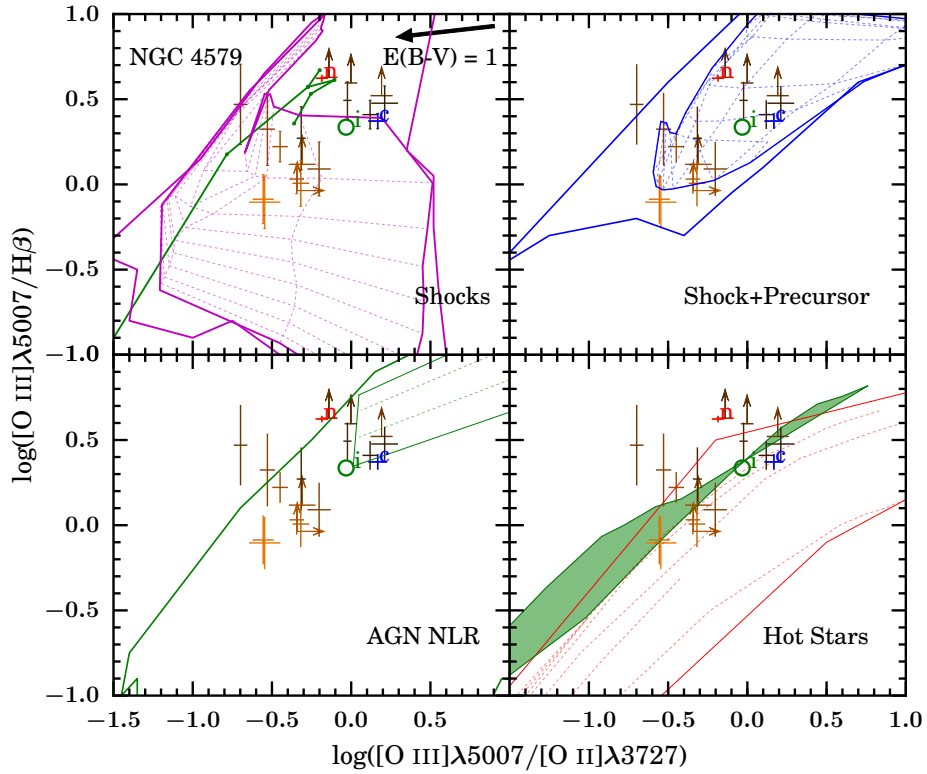 NGC 4579
E(B-V) = 1
n
i
c
Shocks
1.0
0.5
0.0
−0.5
−1.0
n
i
c
Shock+Precursor
log([O III]λ5007/Hβ)
n
i
c
AGN NLR
0.5
0.0
−0.5
−1.0
n
i
c
Hot Stars
−1.5
−1.0
−0.5
0.0
0.5
−1.0
−0.5
0.0
0.5
1.0
log([O III]λ5007/[O II]λ3727)